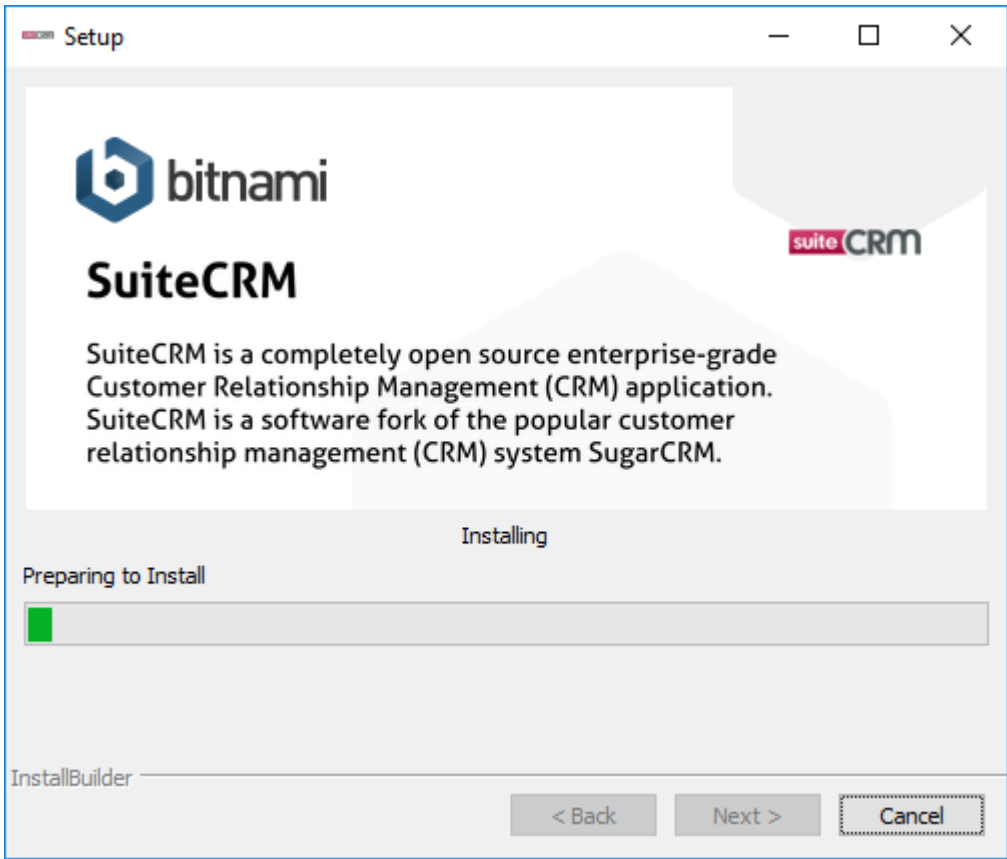 Setup
bitnami
suite CRM
SuiteCRM
SuiteCRM is a completely open source enterprise-grade
Customer Relationship Management (CRM) application.
SuiteCRM is a software fork of the popular customer
relationship management (CRM) system SugarCRM.
Installing
Preparing to Install
InstallBuilder
< Back
Next >
Cancel